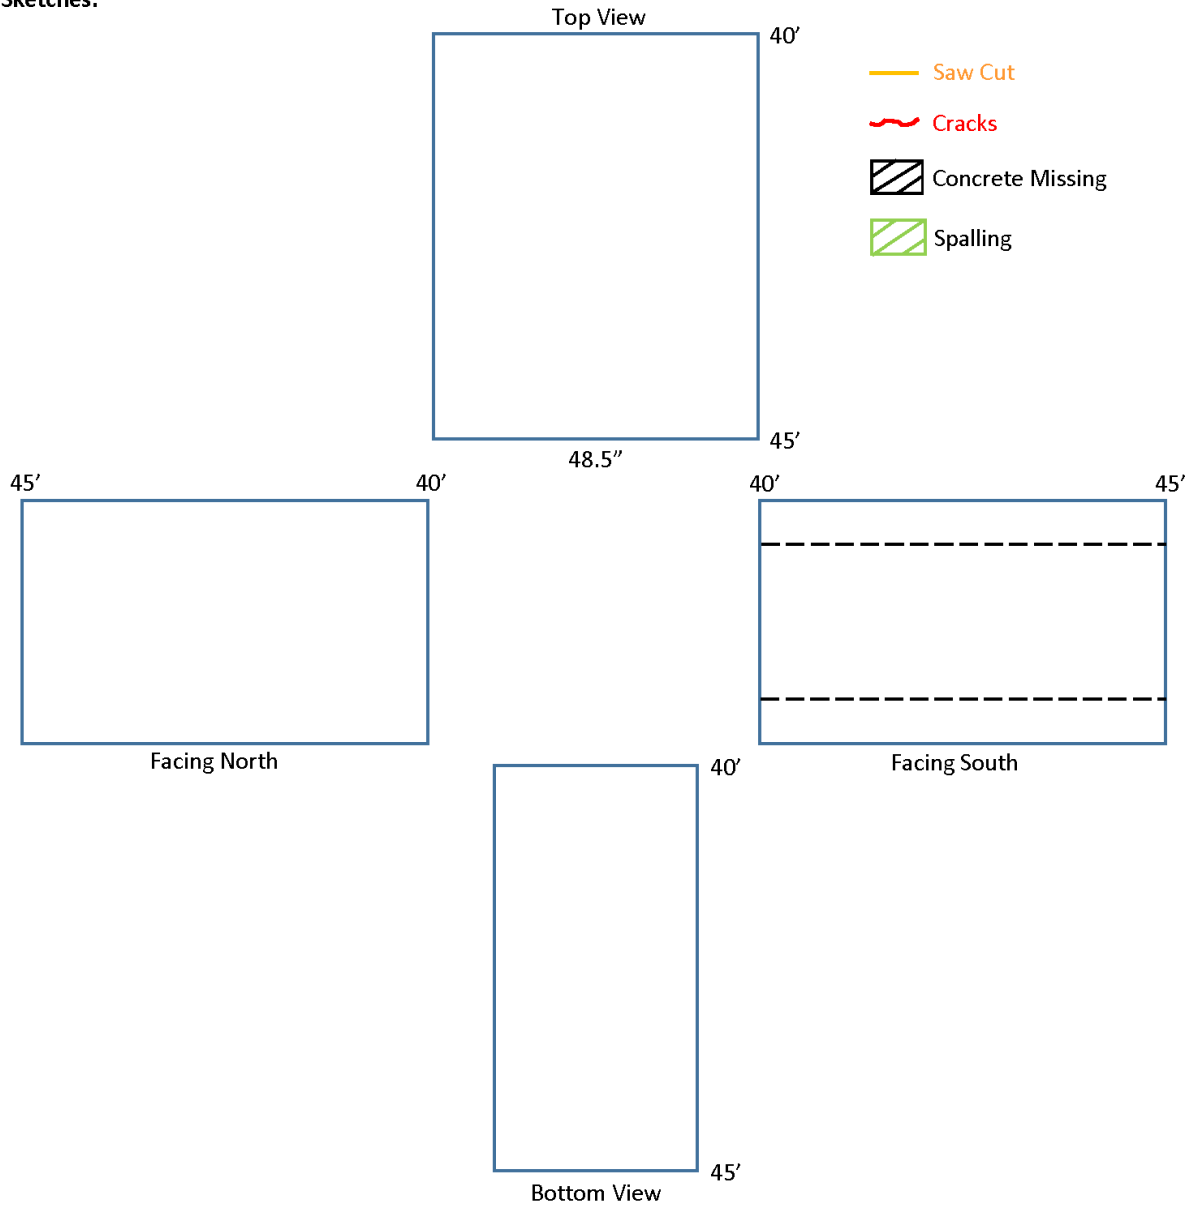 Sketches:
Top View
40’
Saw Cut
Cracks
Concrete Missing
Spalling
45’
48.5”
45’
40’
40’
45’
Facing North
Facing South
40’
45’
Bottom View